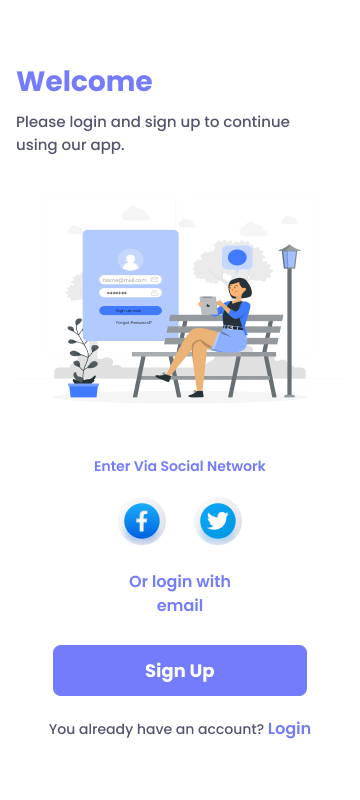 Welcome
Please login and sign up to continue
using our app.
Name@mail.com
Sign up now
Forgot Password?
Enter Via Social Network
Or login with
email
Sign Up
You already have an account? Login